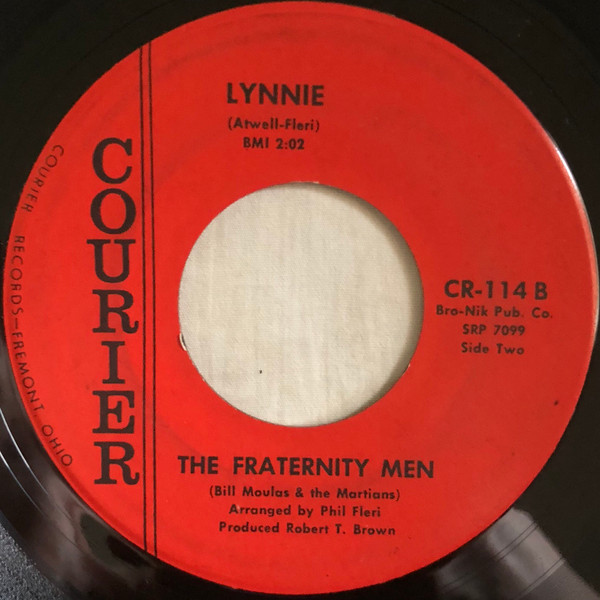 LYNNIE
(Atwell-Fleri)
BMI 2:02
COURIER
COURIER RECORDS—FREMONT, OHIO
CR-114 B
Bro-Nik Pub. Co.
SRP 7099
Side Two
THE FRATERNITY MEN
(Bill Moulas & the Martians)
Arranged by Phil Fleri
Produced Robert T. Brown